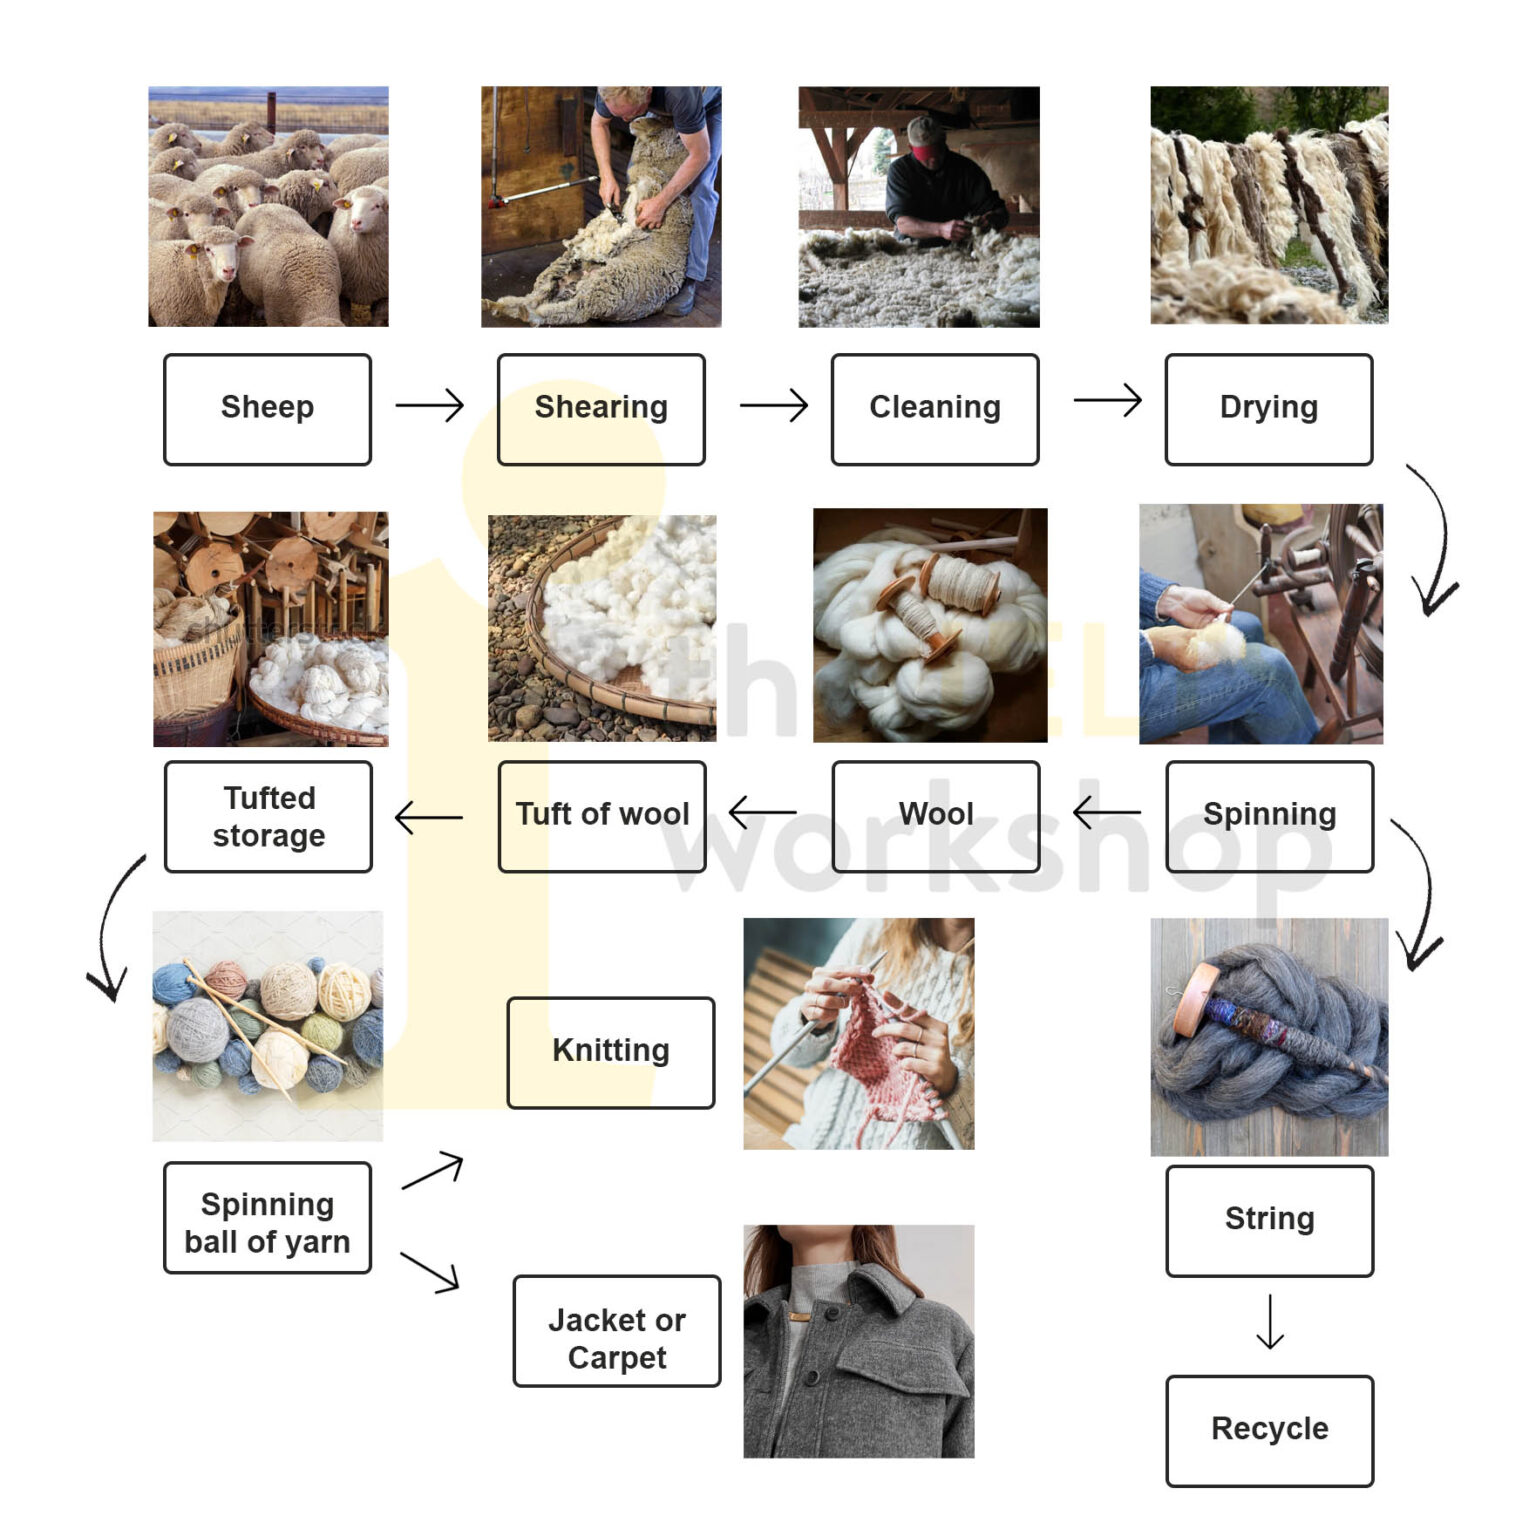 Sheep
Shearing
Cleaning
Drying
Tufted
storage
Tuft of wool
Wool
Spinning
the IELTS
workshop
Knitting
Spinning
ball of yarn
String
Jacket or
Carpet
Recycle